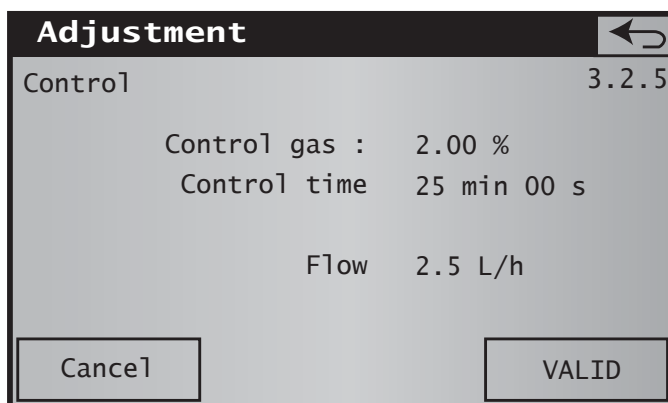 Adjustment
Control 3.2.5
Control gas : 2.00 %
Control time 25 min 00 s
Flow 2.5 L/h
Cancel VALID